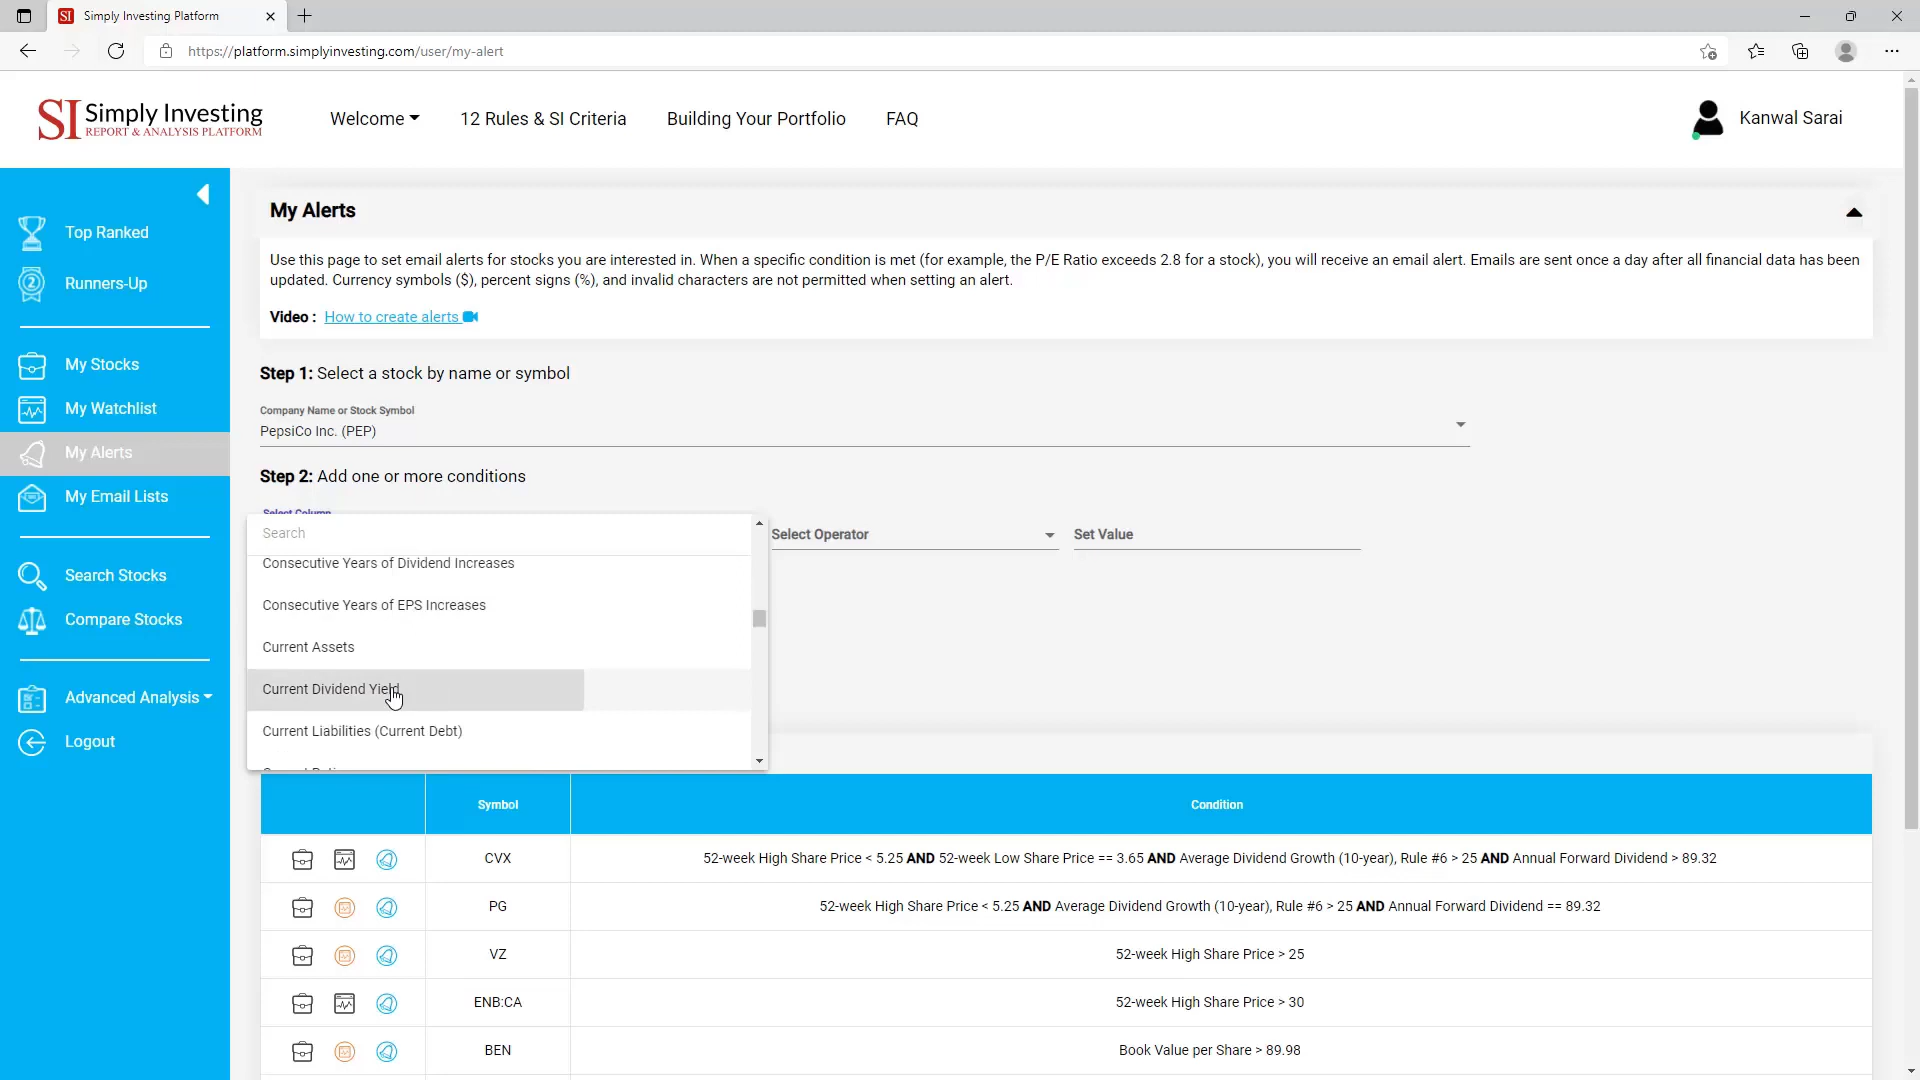 Simply Investing Platform
https://platform.simplyinvesting.com/user/my-alert
SI Simply Investing
REPORT & ANALYSIS PLATFORM
Welcome
12 Rules & SI Criteria
Building Your Portfolio
FAQ
Kanwal Sarai
Top Ranked
Runners-Up
My Stocks
My Watchlist
My Alerts
My Email Lists
Search Stocks
Compare Stocks
Advanced Analysis
Logout
My Alerts
Use this page to set email alerts for stocks you are interested in. When a specific condition is met (for example, the P/E Ratio exceeds 2.8 for a stock), you will receive an email alert. Emails are sent once a day after all financial data has been
updated. Currency symbols ($), percent signs (%), and invalid characters are not permitted when setting an alert.
Video : How to create alerts
Step 1: Select a stock by name or symbol
Company Name or Stock Symbol
PepsiCo Inc. (PEP)
Step 2: Add one or more conditions
Select Column
Search
Consecutive Years of Dividend Increases
Consecutive Years of EPS Increases
Current Assets
Current Dividend Yield
Current Liabilities (Current Debt)
Select Operator
Set Value
Symbol
Condition
CVX
52-week High Share Price < 5.25 AND 52-week Low Share Price == 3.65 AND Average Dividend Growth (10-year), Rule #6 > 25 AND Annual Forward Dividend > 89.32
PG
52-week High Share Price < 5.25 AND Average Dividend Growth (10-year), Rule #6 > 25 AND Annual Forward Dividend == 89.32
VZ
52-week High Share Price > 25
ENB:CA
52-week High Share Price > 30
BEN
Book Value per Share > 89.98